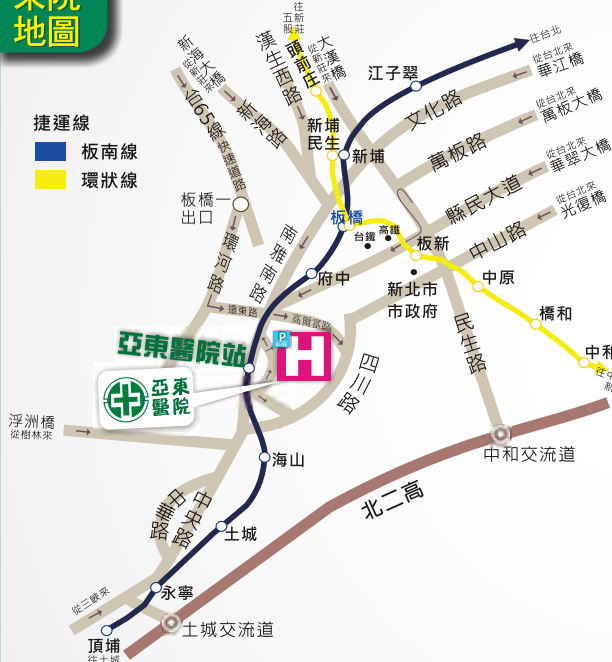 來院
地圖
捷運線
板南線
環狀線
往新莊
五股
頭前庄
漢生西路
大漢橋
從新莊來
新海大橋
從新莊來
新海路
台65線快速道路
江子翠
往台北
從台北來
華江橋
文化路
從台北來
萬板大橋
萬板路
從台北來
華翠大橋
縣民大道
從台北來
光復橋
中山路
新埔
民生
新埔
板橋
出口
板橋
台鐵
高鐵
板新
環河路
南雅南路
府中
新北市
市政府
中原
橋和
中和
民生路
遠東路
高爾富路
亞東醫院站
P
H
四川路
亞東
醫院
浮洲橋
從樹林來
海山
中和交流道
北二高
中央路
中華路
土城
永寧
從三峽來
土城交流道
頂埔
往土城